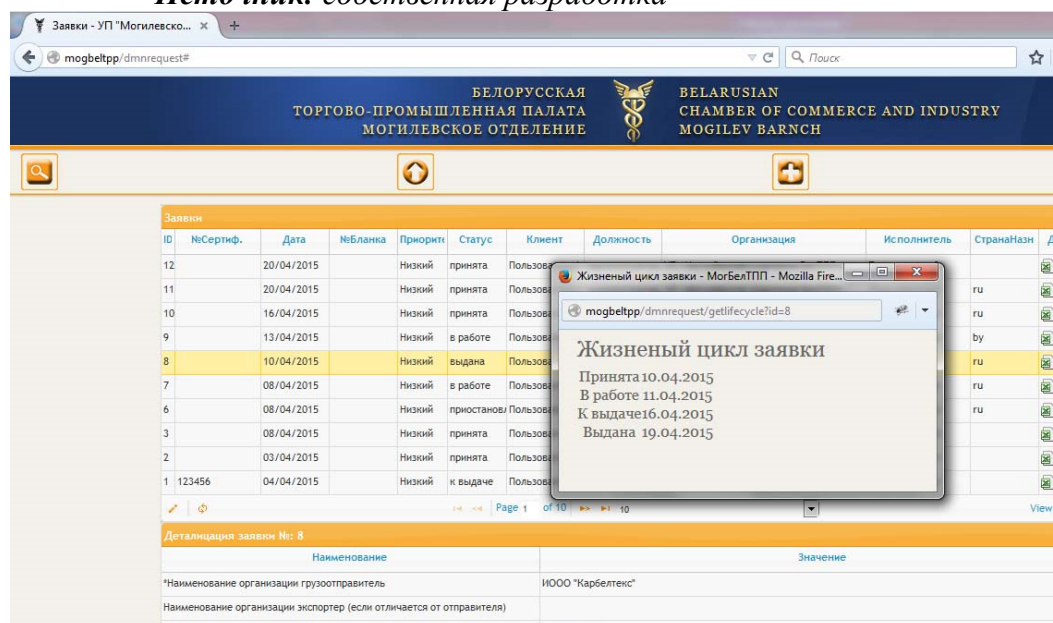 Источник: собственная разработка
Заявки - УП "Могилевско...
mogbeltpp/dmnrequest#
Поиск
БЕЛОРУССКАЯ
ТОРГОВО-ПРОМЫШЛЕННАЯ ПАЛАТА
МОГИЛЕВСКОЕ ОТДЕЛЕНИЕ
BELARUSIAN
CHAMBER OF COMMERCE AND INDUSTRY
MOGILEV BARNCH
Заявки
ID №Сертиф. Дата №Бланка Приорите Статус Клиент Должность Организация Исполнитель СтранаНазн
12 20/04/2015 Низкий принята Пользова
11 20/04/2015 Низкий принята Пользова ru
10 16/04/2015 Низкий принята Пользова ru
9 13/04/2015 Низкий в работе Пользова by
8 10/04/2015 Низкий выдана Пользова ru
7 08/04/2015 Низкий в работе Пользова ru
6 08/04/2015 Низкий приостанов Пользова ru
3 08/04/2015 Низкий принята Пользова
2 03/04/2015 Низкий принята Пользова
1 123456 04/04/2015 Низкий к выдаче Пользова
Жизненый цикл заявки - МогБелТПП - Mozilla Fire...
mogbeltpp/dmnrequest/getlifecycle?id=8
Жизненый цикл заявки
Принята 10.04.2015
В работе 11.04.2015
К выдаче 16.04.2015
Выдана 19.04.2015
Page 1 of 10 10 View
Деталицация заявки №: 8
Наименование Значение
*Наименование организации грузоотправитель ИООО "Карбелтекс"
Наименование организации экспортер (если отличается от отправителя)